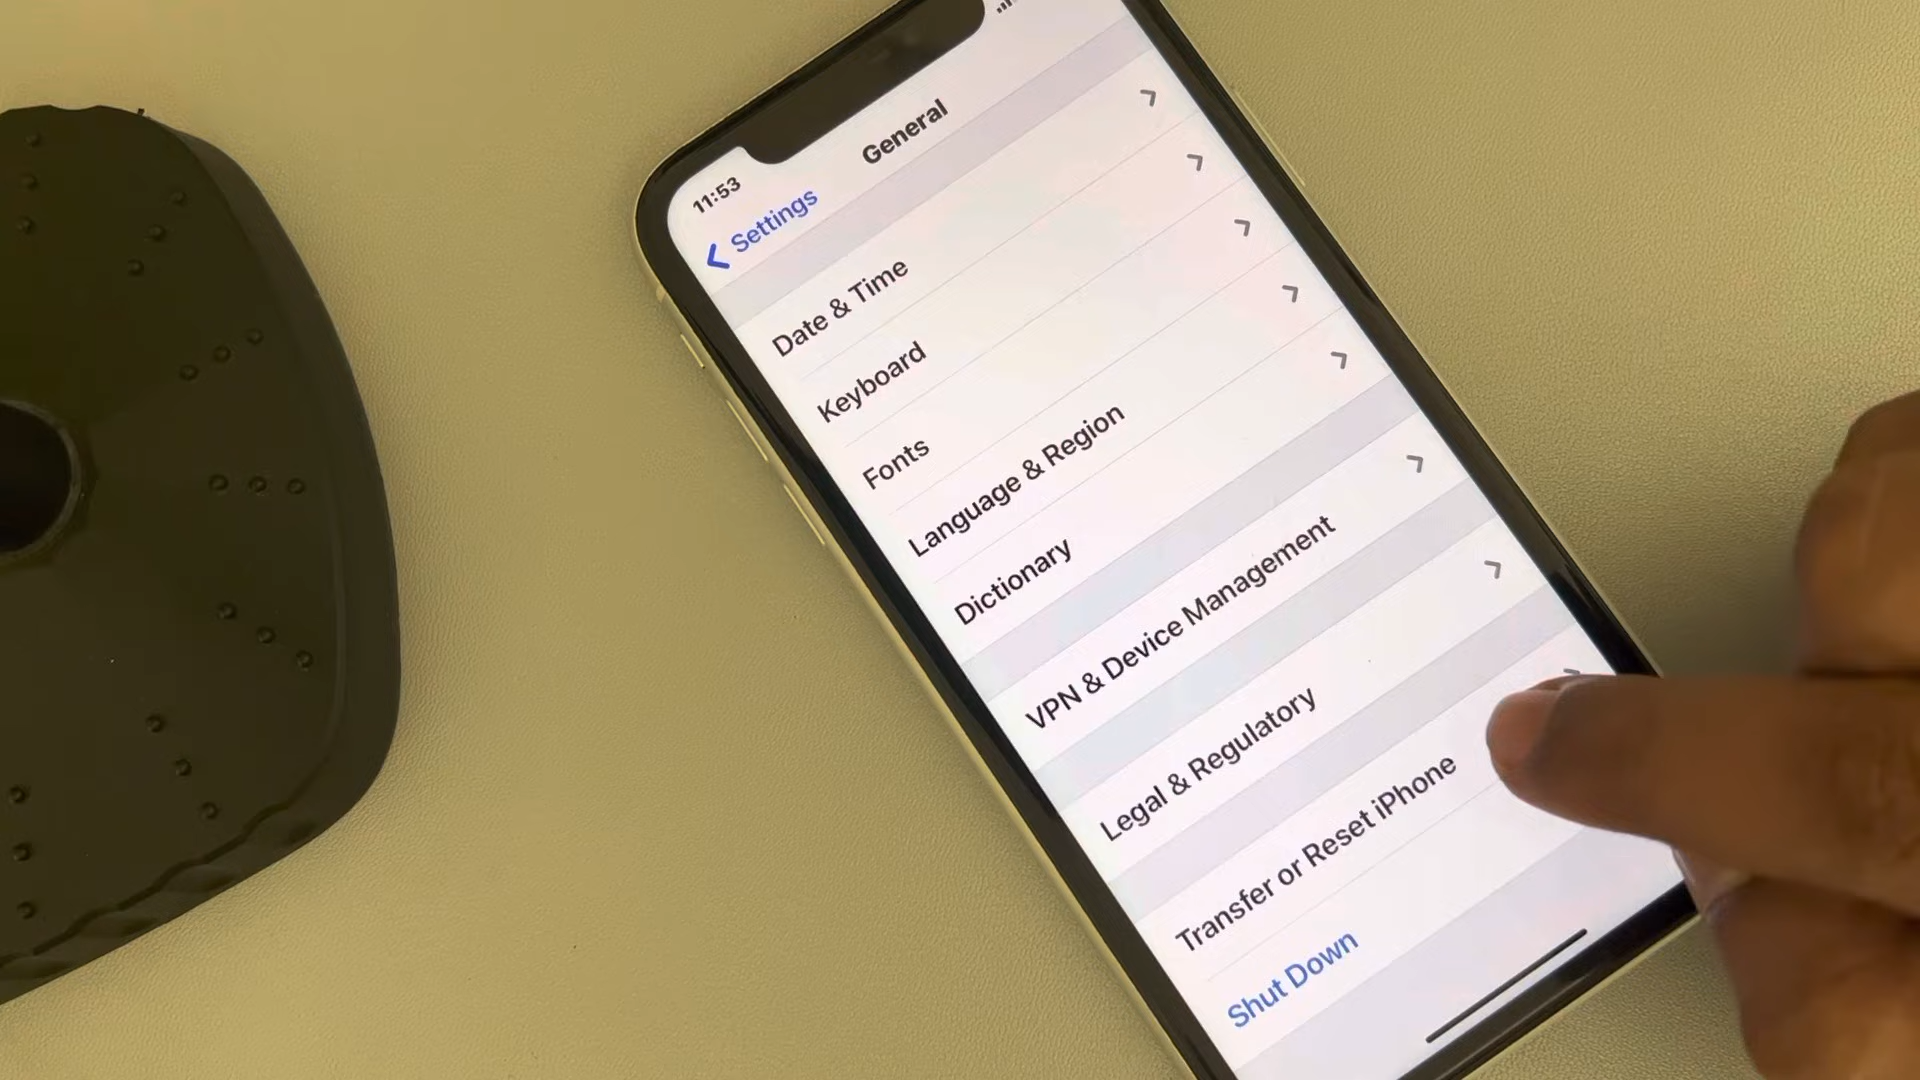 General
11:53
Settings
Date & Time
Keyboard
Fonts
Language & Region
Dictionary
VPN & Device Management
Legal & Regulatory
Transfer or Reset iPhone
Shut Down